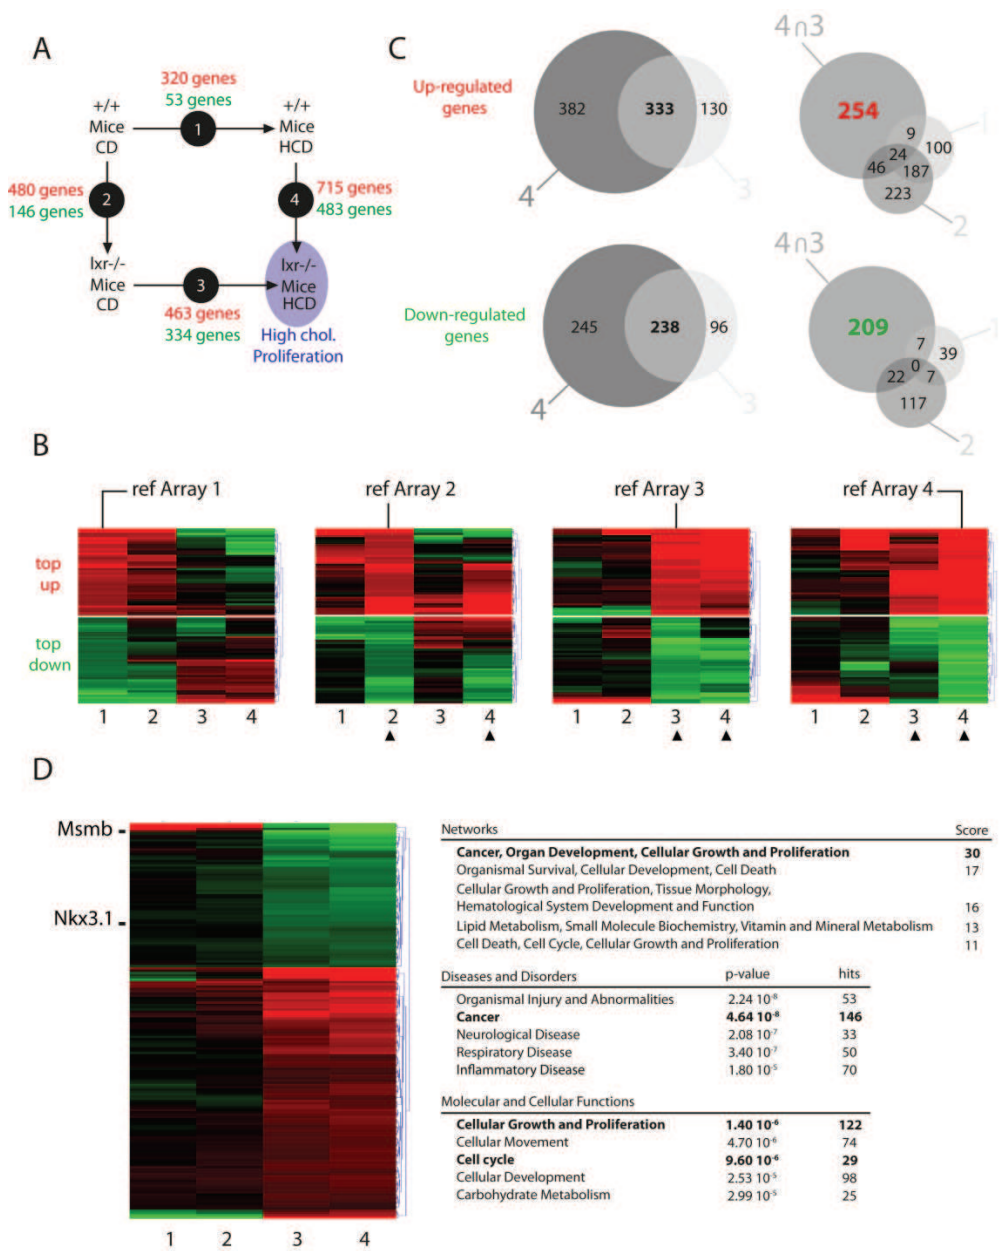 A
320 genes
53 genes
+/+
Mice
CD
1
+/+
Mice
HCD
480 genes
146 genes
2
4
715 genes
483 genes
lxr-/-
Mice
CD
3
lxr-/-
Mice
HCD
463 genes
334 genes
High chol.
Proliferation
C
Up-regulated
genes
382
333
130
4
3
4∩3
254
9
1
100
24
46
187
223
2
Down-regulated
genes
245
238
96
4
3
4∩3
209
7
1
39
0
22
7
117
2
B
ref Array 1
ref Array 2
ref Array 3
ref Array 4
top
up
top
down
1 2 3 4
1 2 3 4
1 2 3 4
1 2 3 4
D
Msmb
Nkx3.1
1 2 3 4
Networks Score
Cancer, Organ Development, Cellular Growth and Proliferation 30
Organismal Survival, Cellular Development, Cell Death 17
Cellular Growth and Proliferation, Tissue Morphology,
Hematological System Development and Function 16
Lipid Metabolism, Small Molecule Biochemistry, Vitamin and Mineral Metabolism 13
Cell Death, Cell Cycle, Cellular Growth and Proliferation 11
Diseases and Disorders p-value hits
Organismal Injury and Abnormalities 2.24 10⁻⁸ 53
Cancer 4.64 10⁻⁸ 146
Neurological Disease 2.08 10⁻⁷ 33
Respiratory Disease 3.40 10⁻⁷ 50
Inflammatory Disease 1.80 10⁻⁵ 70
Molecular and Cellular Functions
Cellular Growth and Proliferation 1.40 10⁻⁶ 122
Cellular Movement 4.70 10⁻⁶ 74
Cell cycle 9.60 10⁻⁶ 29
Cellular Development 2.53 10⁻⁵ 98
Carbohydrate Metabolism 2.99 10⁻⁵ 25